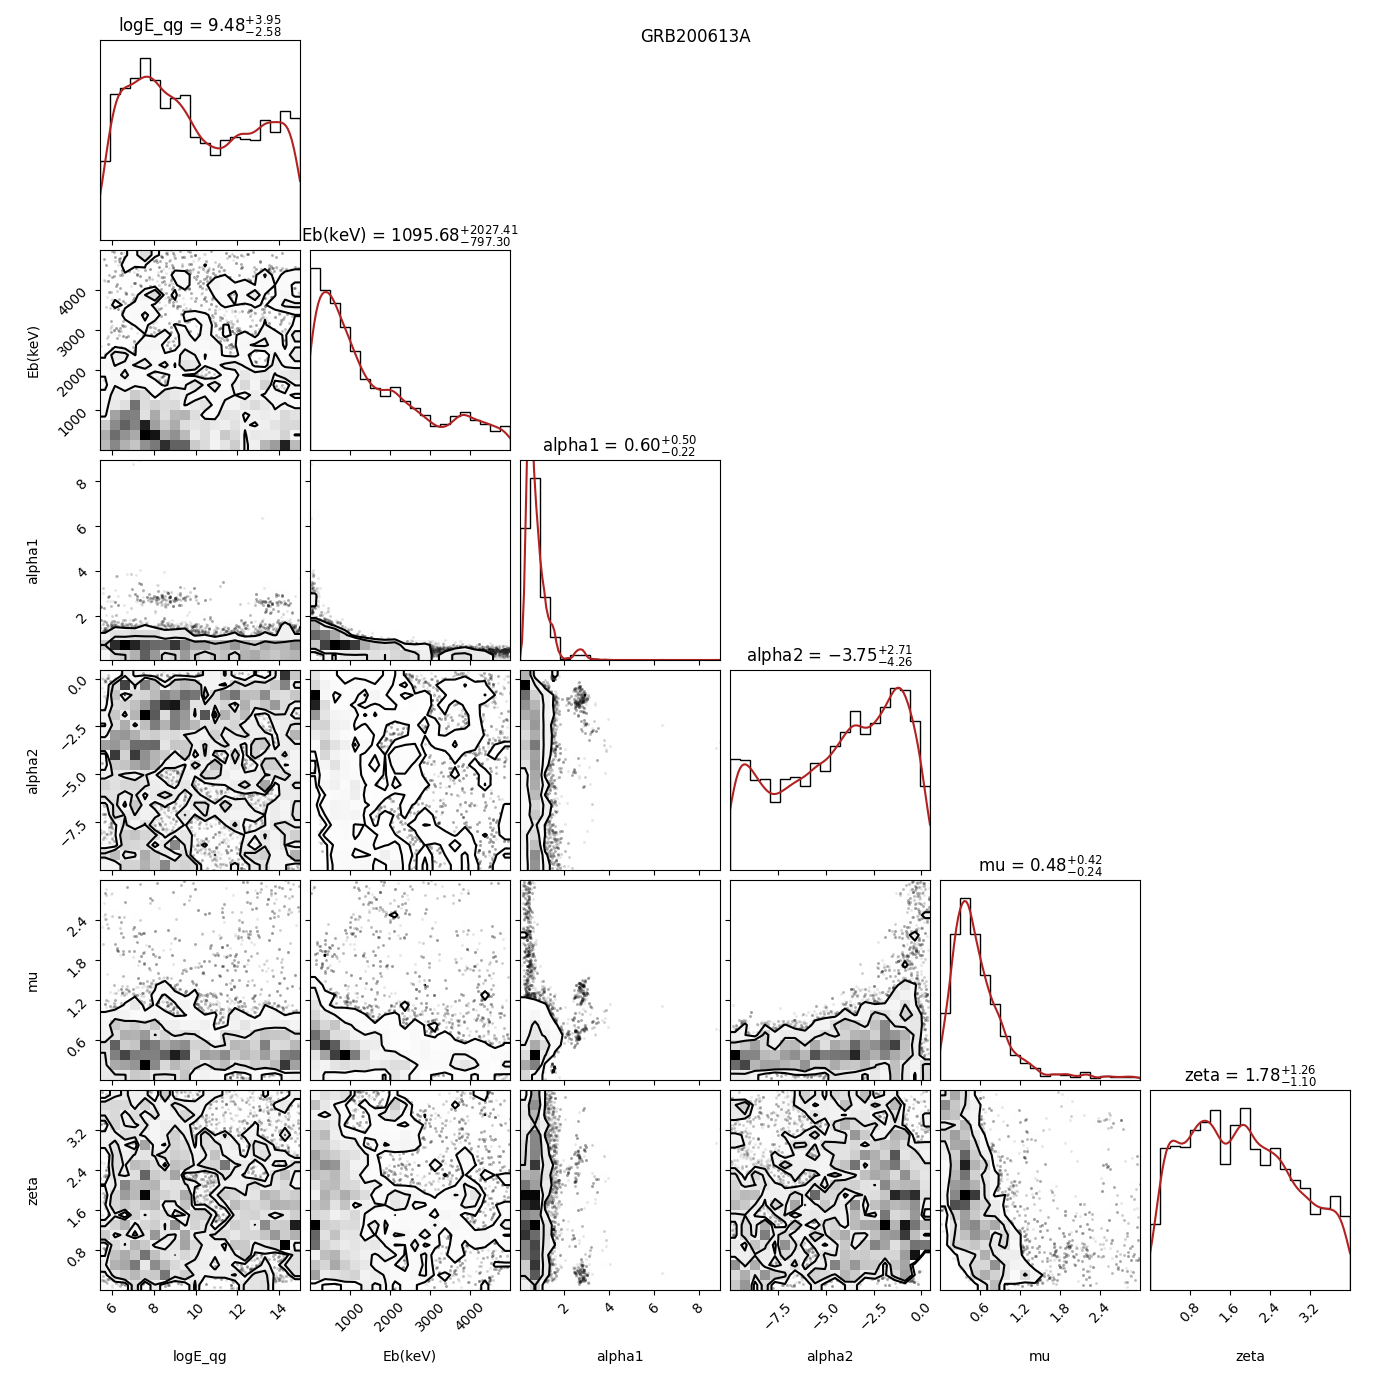 GRB200613A
logE_qg = 9.48+3.95 −2.58
Eb(keV) = 1095.68+2027.41 −797.30
Eb(keV)
4000
3000
2000
1000
alpha1 = 0.60+0.50 −0.22
alpha1
8
6
4
2
alpha2 = −3.75+2.71 −4.26
alpha2
0.0
−2.5
−5.0
−7.5
mu = 0.48+0.42 −0.24
mu
2.4
1.8
1.2
0.6
zeta = 1.78+1.26 −1.10
zeta
3.2
2.4
1.6
0.8
6 8 10 12 14
1000 2000 3000 4000
2 4 6 8
−7.5 −5.0 −2.5 0.0
0.6 1.2 1.8 2.4
0.8 1.6 2.4 3.2
logE_qg Eb(keV) alpha1 alpha2 mu zeta